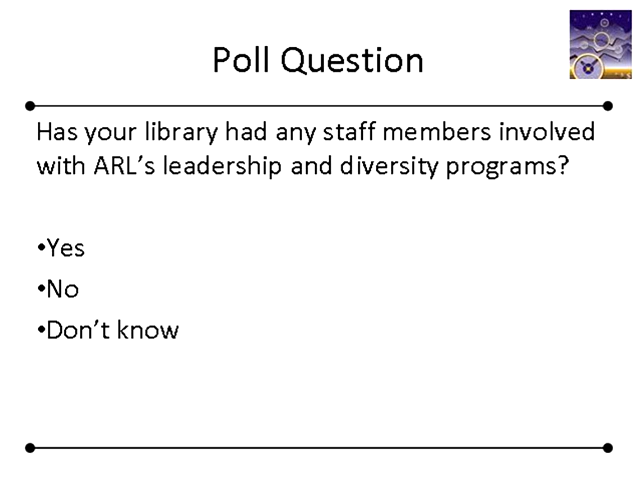 Poll Question
Has your library had any staff members involved
with ARL’s leadership and diversity programs?
•Yes
•No
•Don’t know